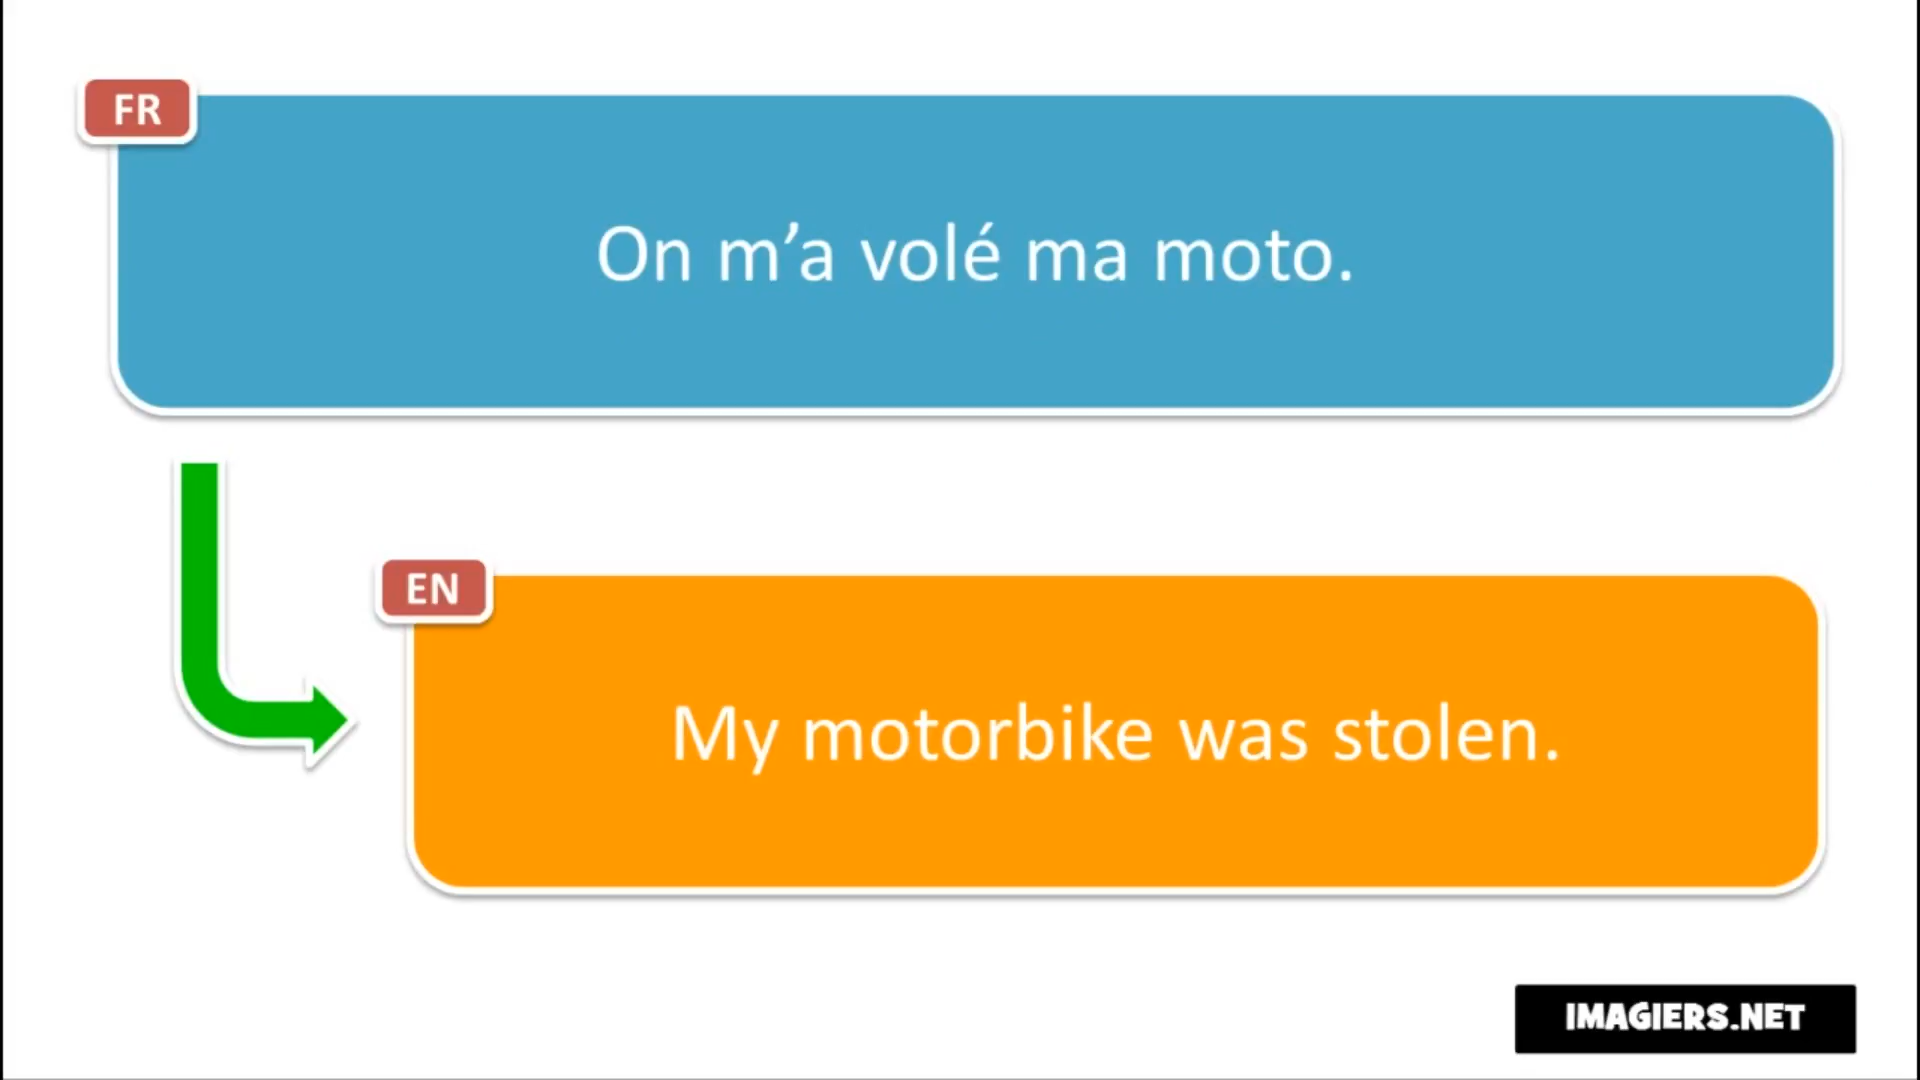 FR
On m’a volé ma moto.
EN
My motorbike was stolen.
IMAGIERS.NET